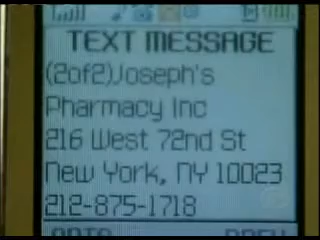 TEXT MESSAGE
(2of2)Joseph's
Pharmacy Inc
216 West 72nd St
New York, NY 10023
212-875-1718